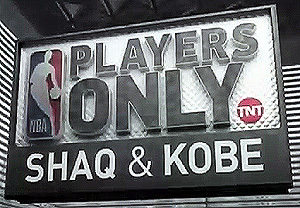 PLAYERS
ONLY
NBA
TNT
SHAQ & KOBE